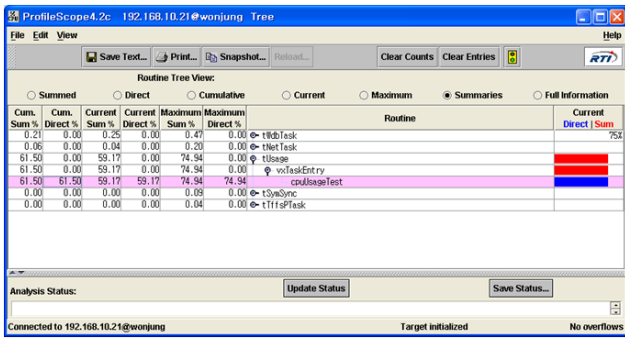 ProfileScope4.2c 192.168.10.21@wonjung Tree
File Edit View Help
Save Text... Print... Snapshot... Reload... Clear Counts Clear Entries RTI
Routine Tree View:
Summed Direct Cumulative Current Maximum Summaries Full Information
Cum. Cum. Current Current Maximum Maximum Routine Current
Sum % Direct % Sum % Direct % Sum % Direct % Direct | Sum
0.21 0.00 0.25 0.00 0.47 0.00 tWdbTask 75%
0.06 0.00 0.04 0.00 0.20 0.00 tNetTask
61.50 0.00 59.17 0.00 74.94 0.00 tUsage
61.50 0.00 59.17 0.00 74.94 0.00 vxTaskEntry
61.50 61.50 59.17 59.17 74.94 74.94 cpuUsageTest
0.00 0.00 0.00 0.00 0.09 0.00 tSymSync
0.00 0.00 0.00 0.00 0.04 0.00 tTffsPTask
Analysis Status: Update Status Save Status...
Connected to 192.168.10.21@wonjung Target initialized No overflows